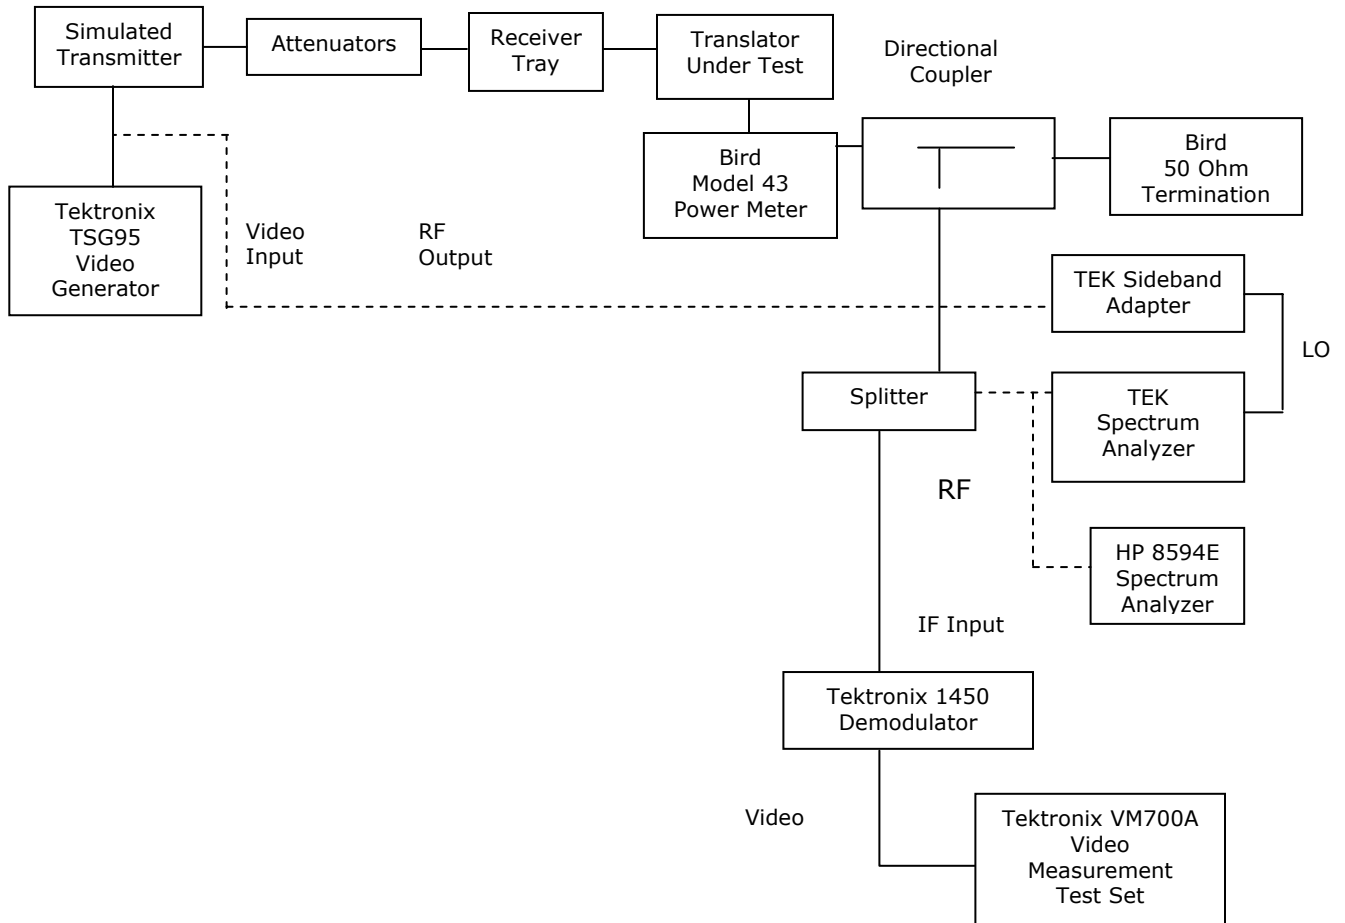 Simulated
Transmitter
Attenuators
Receiver
Tray
Translator
Under Test
Directional
Coupler
Bird
Model 43
Power Meter
Bird
50 Ohm
Termination
Tektronix
TSG95
Video
Generator
Video
Input
RF
Output
TEK Sideband
Adapter
LO
Splitter
TEK
Spectrum
Analyzer
RF
HP 8594E
Spectrum
Analyzer
IF Input
Tektronix 1450
Demodulator
Video
Tektronix VM700A
Video
Measurement
Test Set